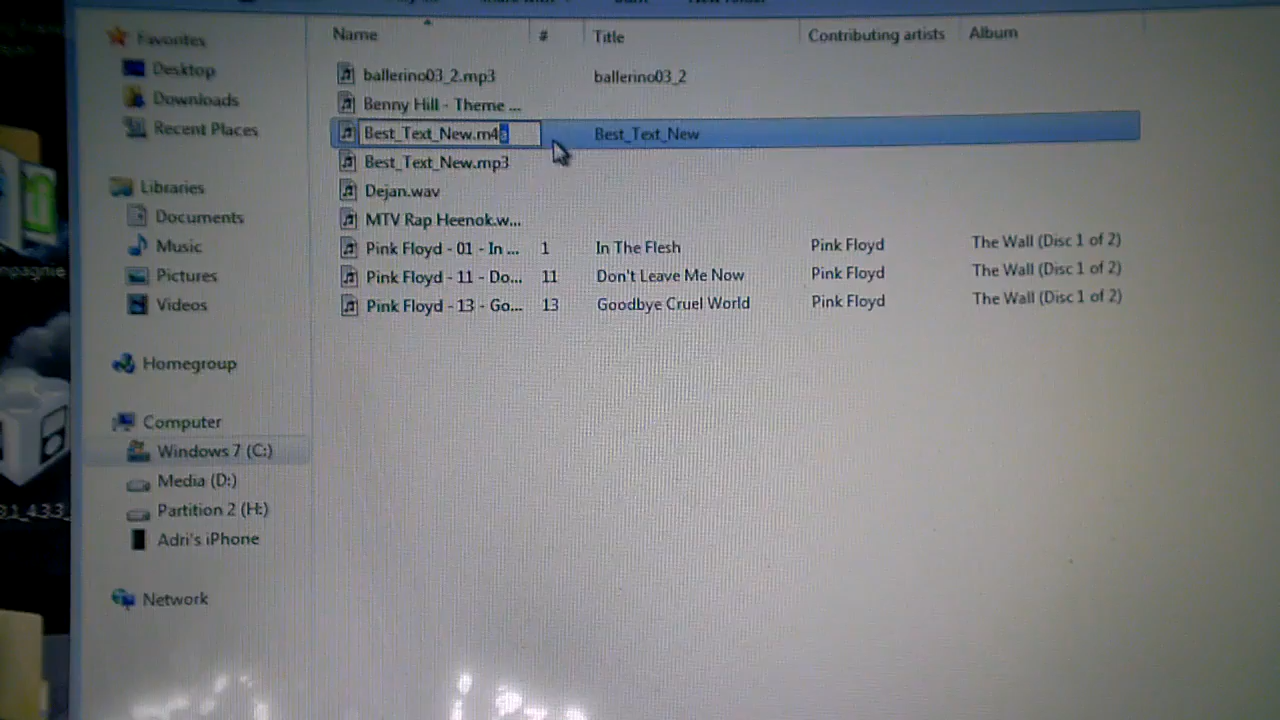 Name # Title Contributing artists Album
Favorites
Desktop
Downloads
Recent Places
Libraries
Documents
Music
Pictures
Videos
Homegroup
Computer
Windows 7 (C:)
Media (D:)
Partition 2 (H:)
Adri's iPhone
Network
ballerino03_2.mp3 ballerino03_2
Benny Hill - Theme ...
Best_Text_New.m4a Best_Text_New
Best_Text_New.mp3
Dejan.wav
MTV Rap Heenok.w...
Pink Floyd - 01 - In ... 1 In The Flesh Pink Floyd The Wall (Disc 1 of 2)
Pink Floyd - 11 - Do... 11 Don't Leave Me Now Pink Floyd The Wall (Disc 1 of 2)
Pink Floyd - 13 - Go... 13 Goodbye Cruel World Pink Floyd The Wall (Disc 1 of 2)
mpagnie